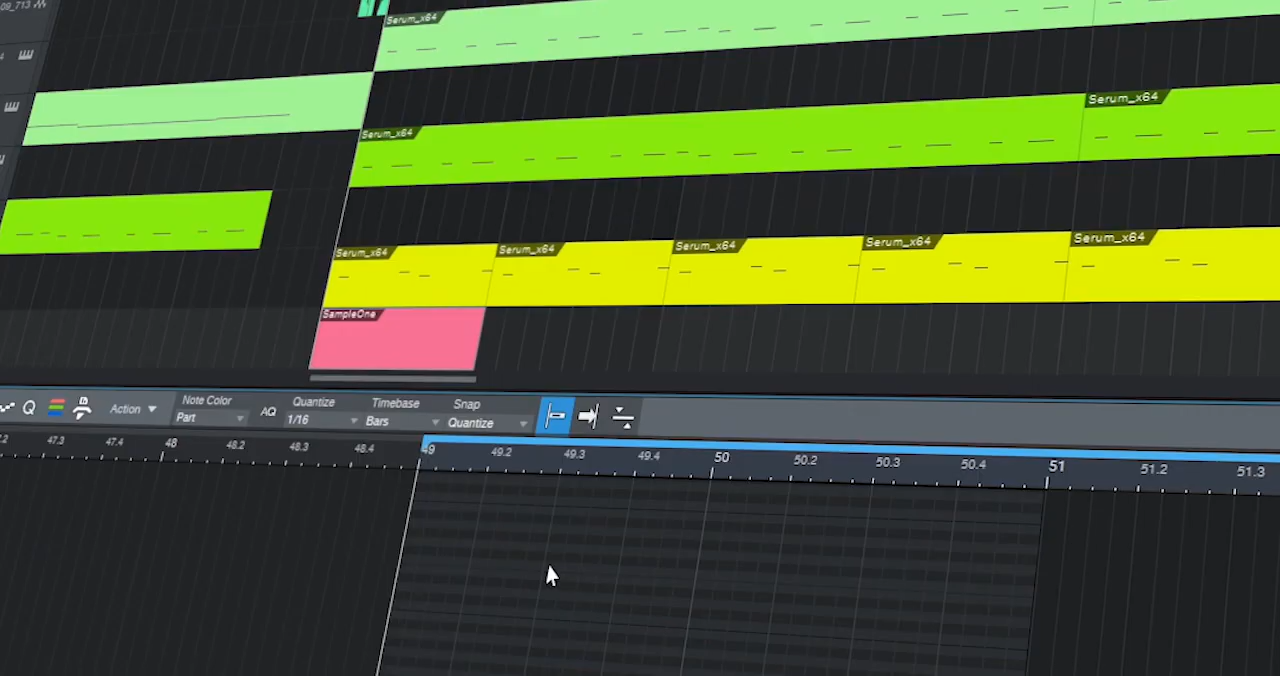 09_713
Serum_x64
4
Serum_x64
Serum_x64
Serum_x64 Serum_x64 Serum_x64 Serum_x64 Serum_x64
SampleOne
Q Action Note Color Part AQ Quantize 1/16 Timebase Bars Snap Quantize
47.3 47.4 48 48.2 48.3 48.4 49 49.2 49.3 49.4 50 50.2 50.3 50.4 51 51.2 51.3